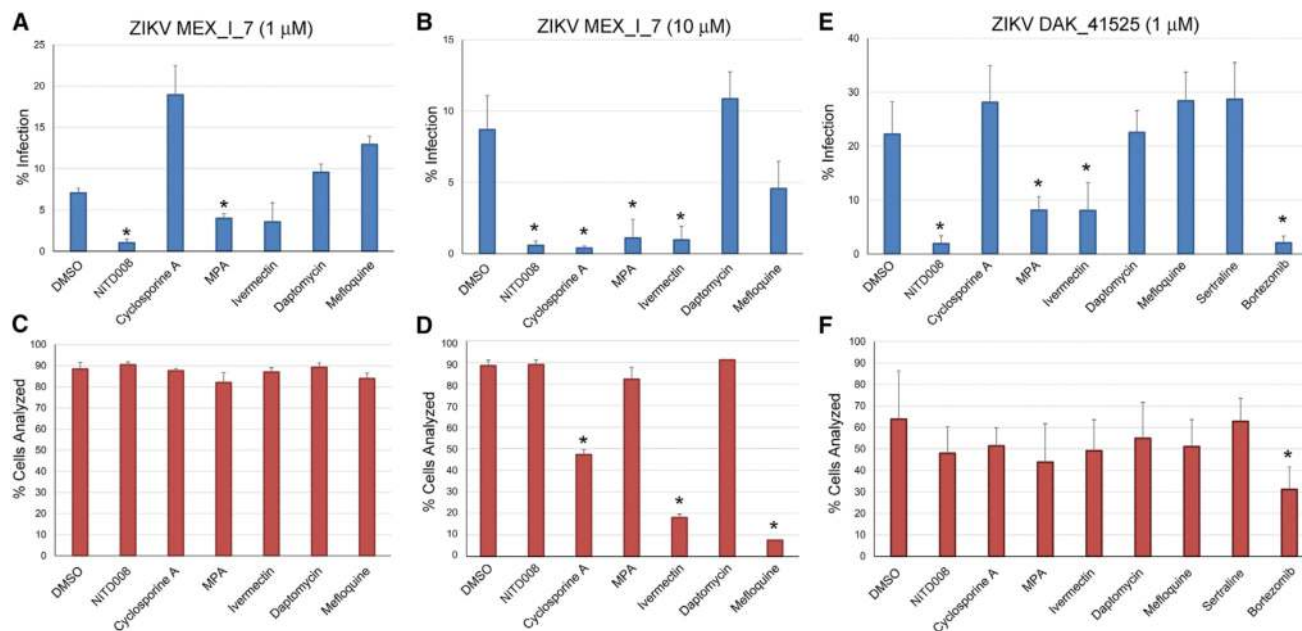 A
ZIKV MEX_I_7 (1 μM)
% Infection
25
20
15
10
5
0
*
*
DMSO
NITD008
Cyclosporine A
MPA
Ivermectin
Daptomycin
Mefloquine
B
ZIKV MEX_I_7 (10 μM)
% Infection
15
10
5
0
*
*
*
*
DMSO
NITD008
Cyclosporine A
MPA
Ivermectin
Daptomycin
Mefloquine
E
ZIKV DAK_41525 (1 μM)
% Infection
40
30
20
10
0
*
*
*
*
DMSO
NITD008
Cyclosporine A
MPA
Ivermectin
Daptomycin
Mefloquine
Sertraline
Bortezomib
C
% Cells Analyzed
100
90
80
70
60
50
40
30
20
10
0
DMSO
NITD008
Cyclosporine A
MPA
Ivermectin
Daptomycin
Mefloquine
D
% Cells Analyzed
100
90
80
70
60
50
40
30
20
10
0
*
*
*
DMSO
NITD008
Cyclosporine A
MPA
Ivermectin
Daptomycin
Mefloquine
F
% Cells Analyzed
100
90
80
70
60
50
40
30
20
10
0
*
DMSO
NITD008
Cyclosporine A
MPA
Ivermectin
Daptomycin
Mefloquine
Sertraline
Bortezomib